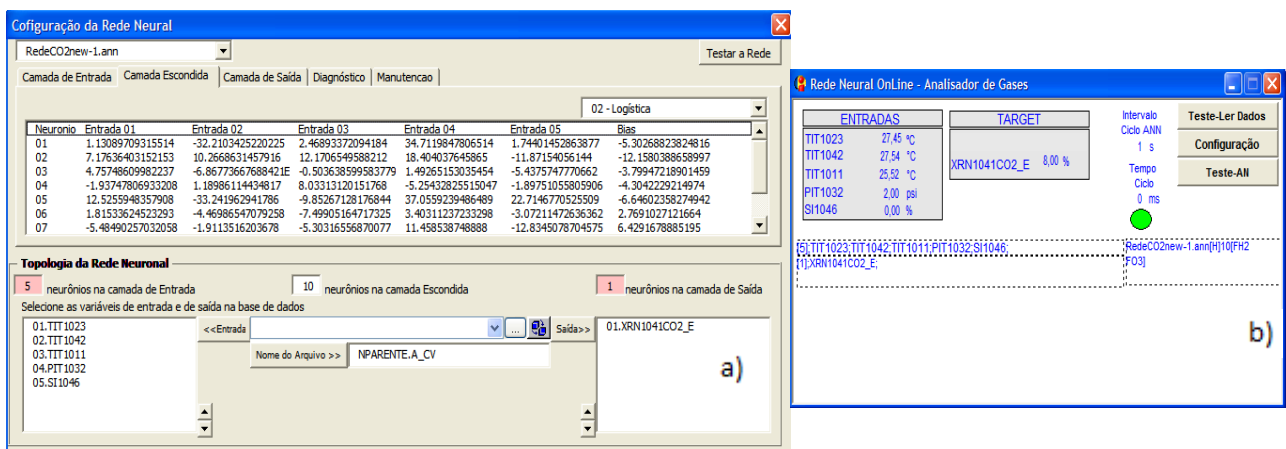 Cofiguração da Rede Neural
RedeCO2new-1.ann
Testar a Rede
Camada de Entrada Camada Escondida Camada de Saída Diagnóstico Manutencao
02 - Logística
Neuronio Entrada 01 Entrada 02 Entrada 03 Entrada 04 Entrada 05 Bias
01 1.13089709315514 -32.2103425220225 2.46893372094184 34.7119847806514 1.74401452863877 -5.30268823824816
02 7.17636403152153 10.2668631457916 12.1706549588212 18.404037645865 -11.87154056144 -12.1580388658997
03 4.75748609982237 -6.86773667688421E -0.503638599583779 1.49265153035454 -5.4375747770662 -3.79947218901459
04 -1.93747806933208 1.18986114434817 8.03313120151768 -5.25432825515047 -1.89751055805906 -4.3042229214974
05 12.5255948357908 -33.241962941786 -9.85267128176844 37.0559239486489 22.7146770525509 -6.64602358274942
06 1.81533624523293 -4.46986547079258 -7.49905164717325 3.40311237233298 -3.07211472636362 2.7691027121664
07 -5.48490257032058 -1.9113516203678 -5.30316556870077 11.458538748888 -12.8345078704575 6.4291678885195
Topologia da Rede Neuronal
5 neurônios na camada de Entrada 10 neurônios na camada Escondida 1 neurônios na camada de Saída
Selecione as variáveis de entrada e de saída na base de dados
01.TIT1023
02.TIT1042
03.TIT1011
04.PIT1032
05.SI1046
<<Entrada ... Saída>>
Nome do Arquivo >> NPARENTE.A_CV
01.XRN1041CO2_E
a)
Rede Neural OnLine - Analisador de Gases
ENTRADAS
TIT1023 27,45 ºC
TIT1042 27,54 ºC
TIT1011 25,52 ºC
PIT1032 2,00 psi
SI1046 0,00 %
TARGET
XRN1041CO2_E 8,00 %
Intervalo
Ciclo ANN
1 s
Tempo
Ciclo
0 ms
Teste-Ler Dados
Configuração
Teste-AN
[5];TIT1023;TIT1042;TIT1011;PIT1032;SI1046;
[1];XRN1041CO2_E;
RedeCO2new-1.ann[H]10[FH2
FO3]
b)